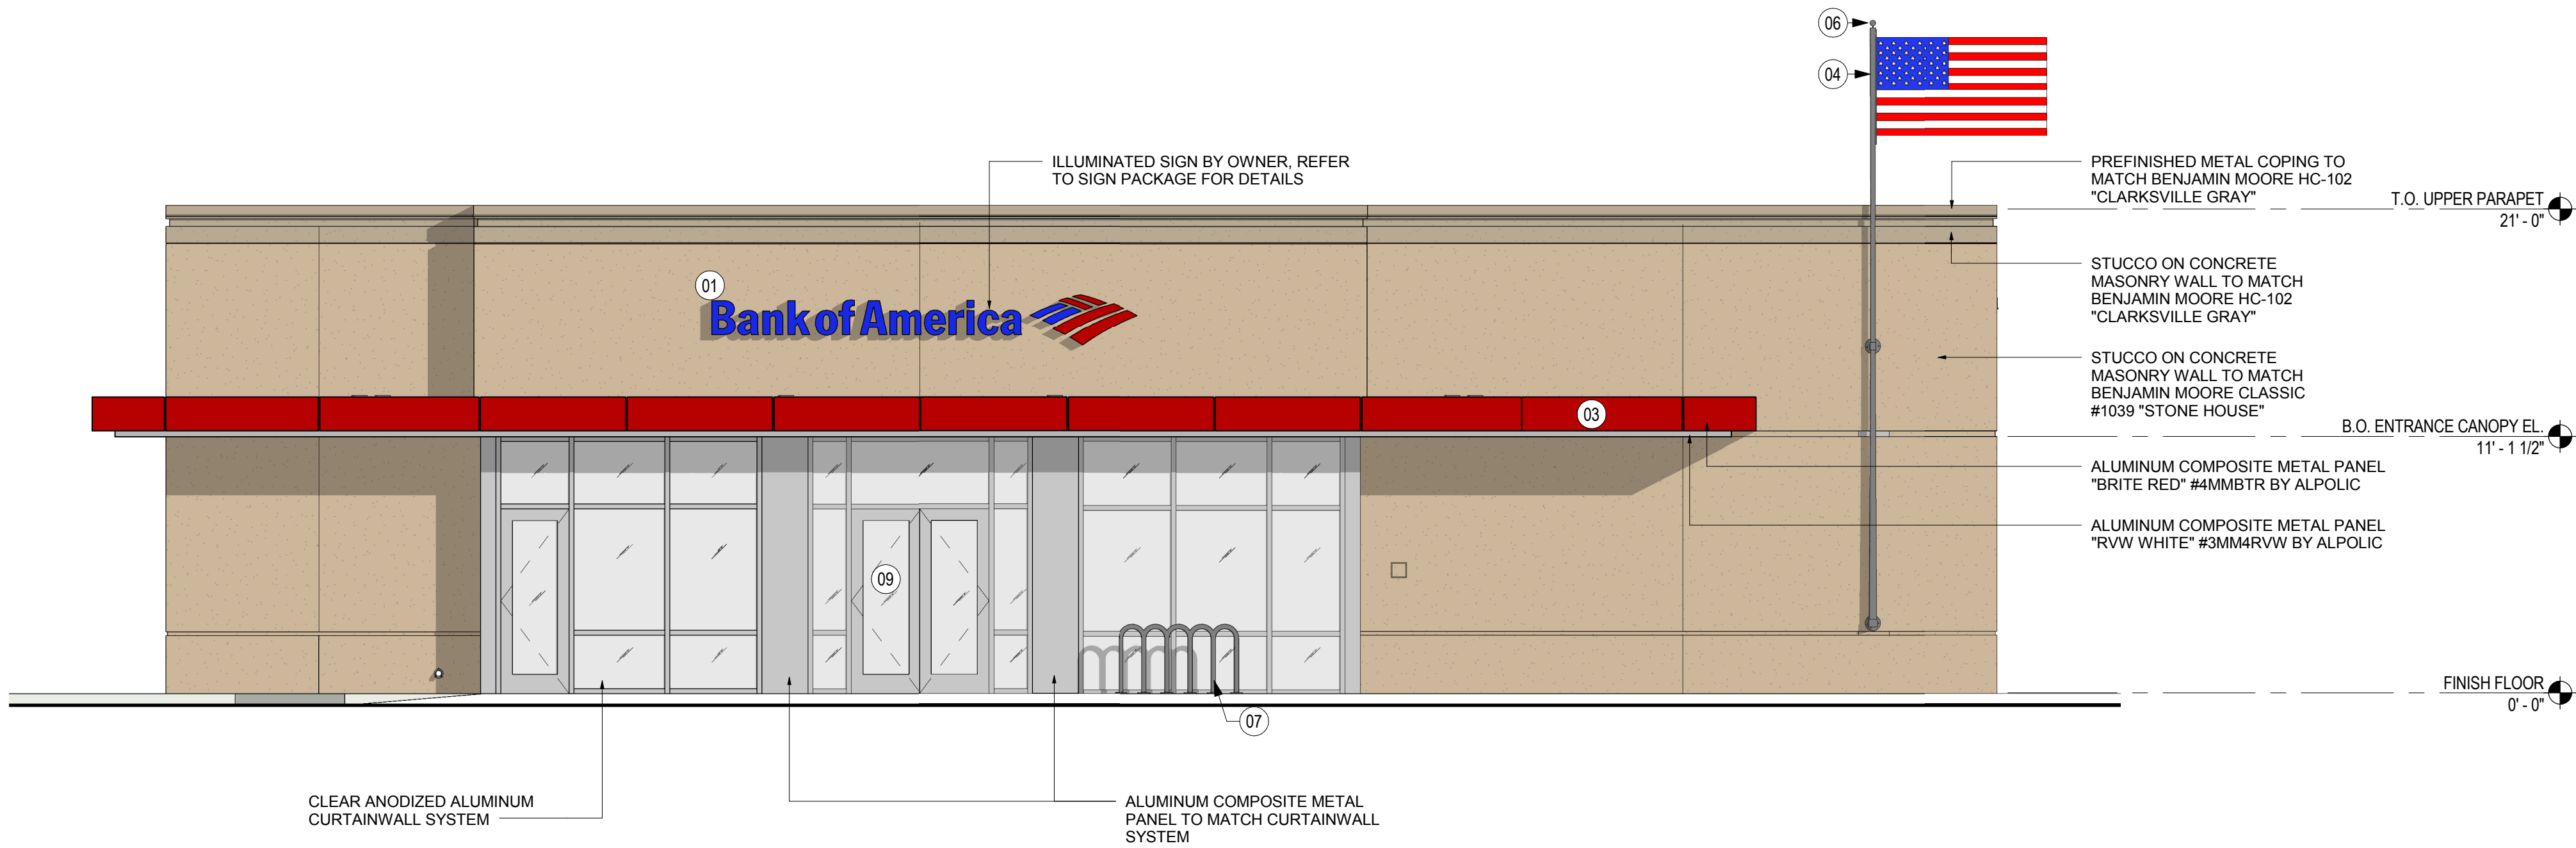 06
04
ILLUMINATED SIGN BY OWNER, REFER
TO SIGN PACKAGE FOR DETAILS
PREFINISHED METAL COPING TO
MATCH BENJAMIN MOORE HC-102
"CLARKSVILLE GRAY"
T.O. UPPER PARAPET
21' - 0"
STUCCO ON CONCRETE
MASONRY WALL TO MATCH
BENJAMIN MOORE HC-102
"CLARKSVILLE GRAY"
01
Bank of America
STUCCO ON CONCRETE
MASONRY WALL TO MATCH
BENJAMIN MOORE CLASSIC
#1039 "STONE HOUSE"
03
B.O. ENTRANCE CANOPY EL.
11' - 1 1/2"
ALUMINUM COMPOSITE METAL PANEL
"BRITE RED" #4MMBTR BY ALPOLIC
ALUMINUM COMPOSITE METAL PANEL
"RVW WHITE" #3MM4RVW BY ALPOLIC
09
FINISH FLOOR
0' - 0"
07
CLEAR ANODIZED ALUMINUM
CURTAINWALL SYSTEM
ALUMINUM COMPOSITE METAL
PANEL TO MATCH CURTAINWALL
SYSTEM